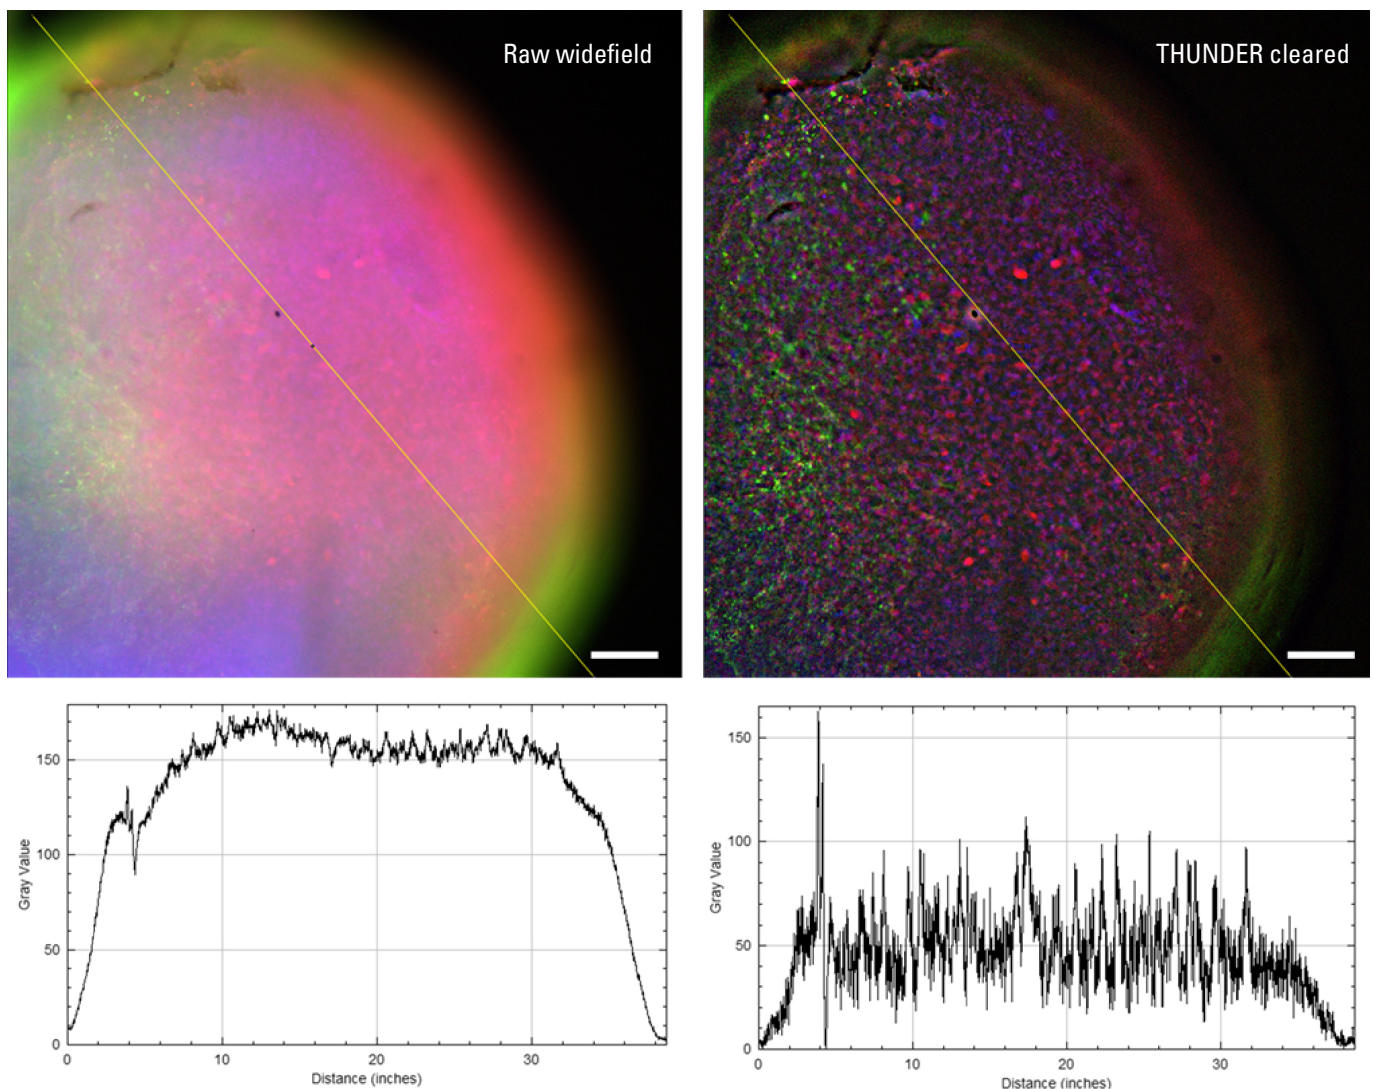 Raw widefield
THUNDER cleared
150
100
50
0
Gray Value
0 10 20 30
Distance (inches)
150
100
50
0
Gray Value
0 10 20 30
Distance (inches)